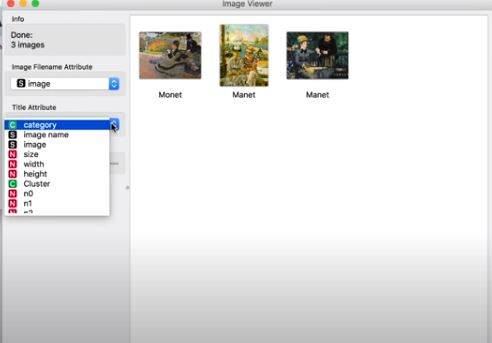 Image Viewer
Info
Done:
3 images
Image Filename Attribute
S image
Title Attribute
C category
S image name
S image
N size
N width
N height
C Cluster
N n0
N n1
N n2
Monet
Manet
Manet